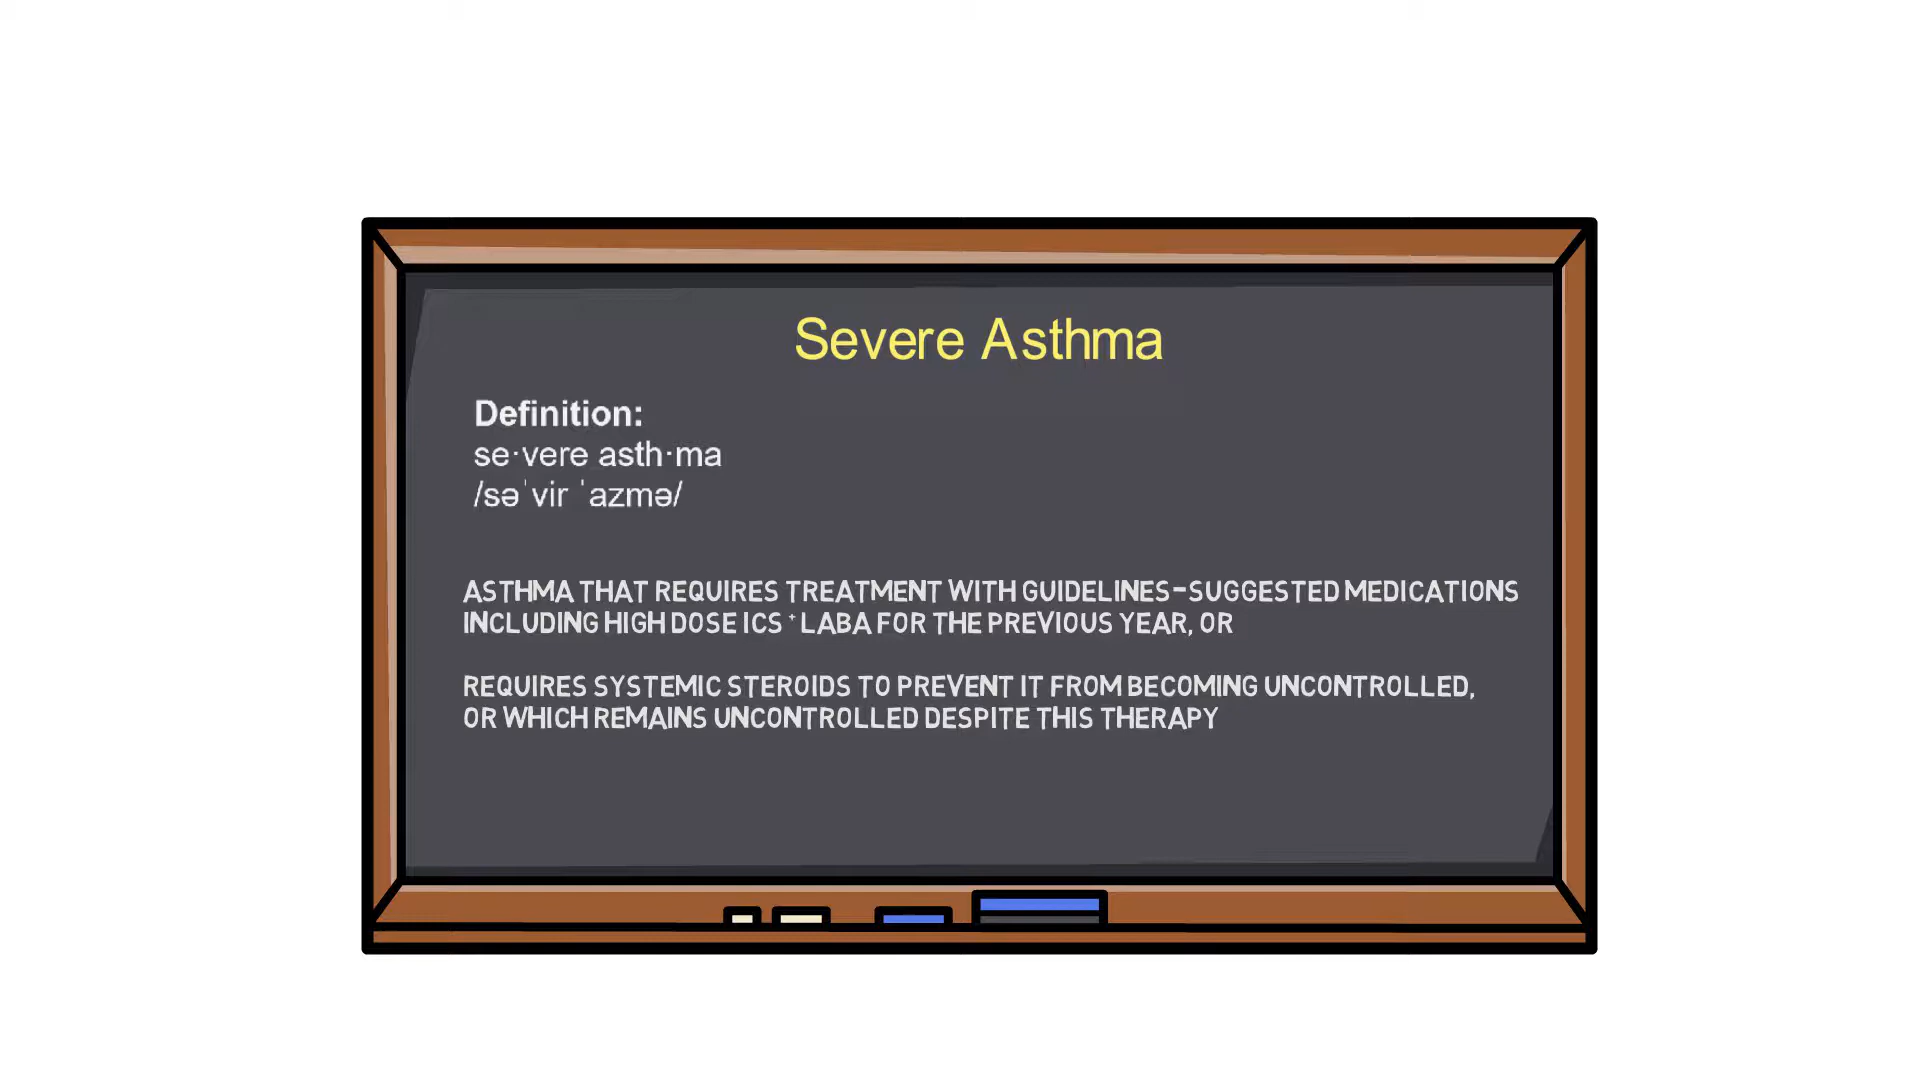 Severe Asthma
Definition:
se·vere asth·ma
/səˈvir ˈazmə/
ASTHMA THAT REQUIRES TREATMENT WITH GUIDELINES-SUGGESTED MEDICATIONS
INCLUDING HIGH DOSE ICS + LABA FOR THE PREVIOUS YEAR, OR
REQUIRES SYSTEMIC STEROIDS TO PREVENT IT FROM BECOMING UNCONTROLLED,
OR WHICH REMAINS UNCONTROLLED DESPITE THIS THERAPY